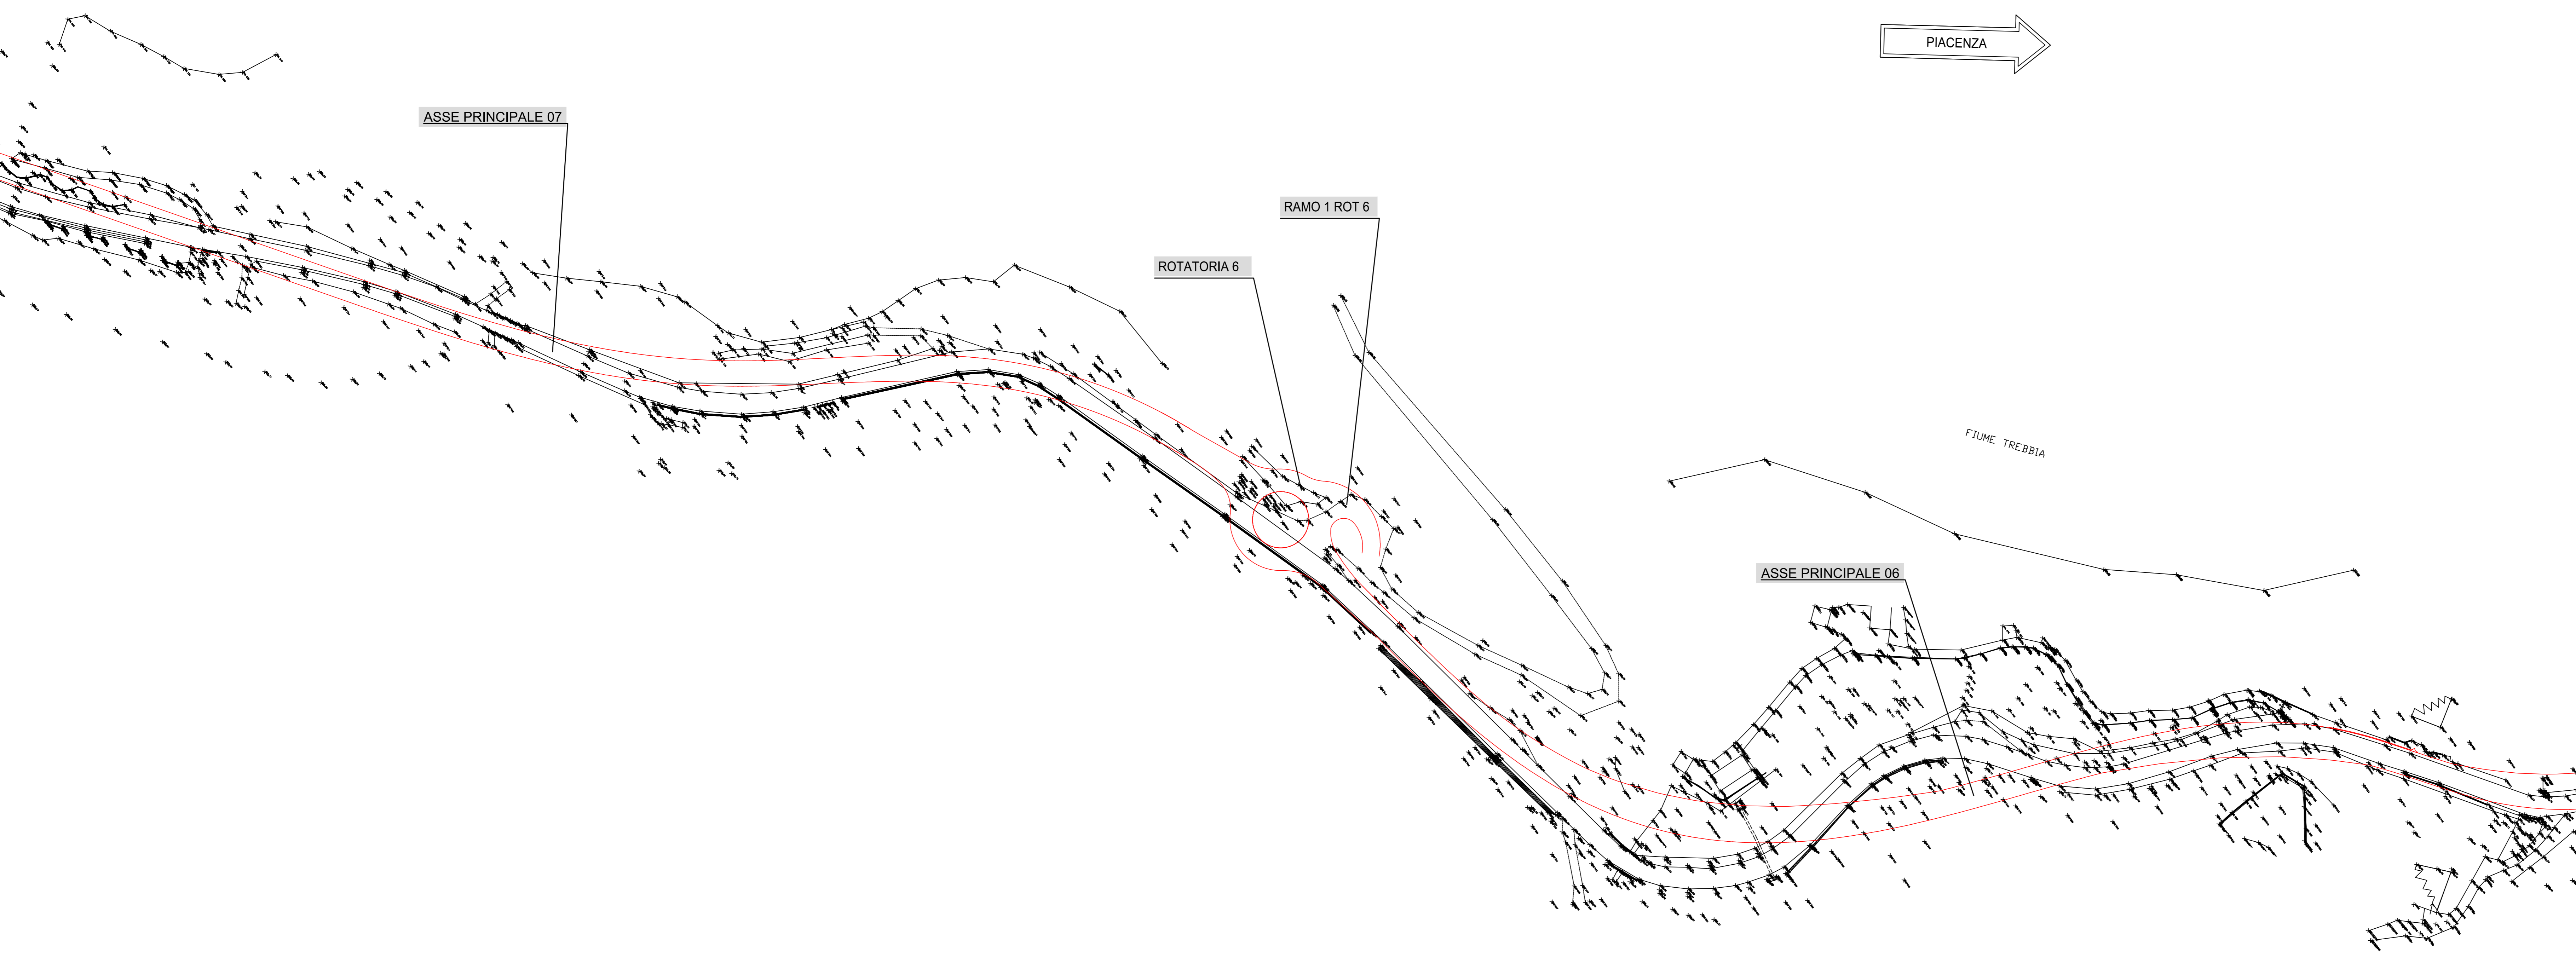 PIACENZA
ASSE PRINCIPALE 07
RAMO 1 ROT 6
ROTATORIA 6
FIUME TREBBIA
ASSE PRINCIPALE 06